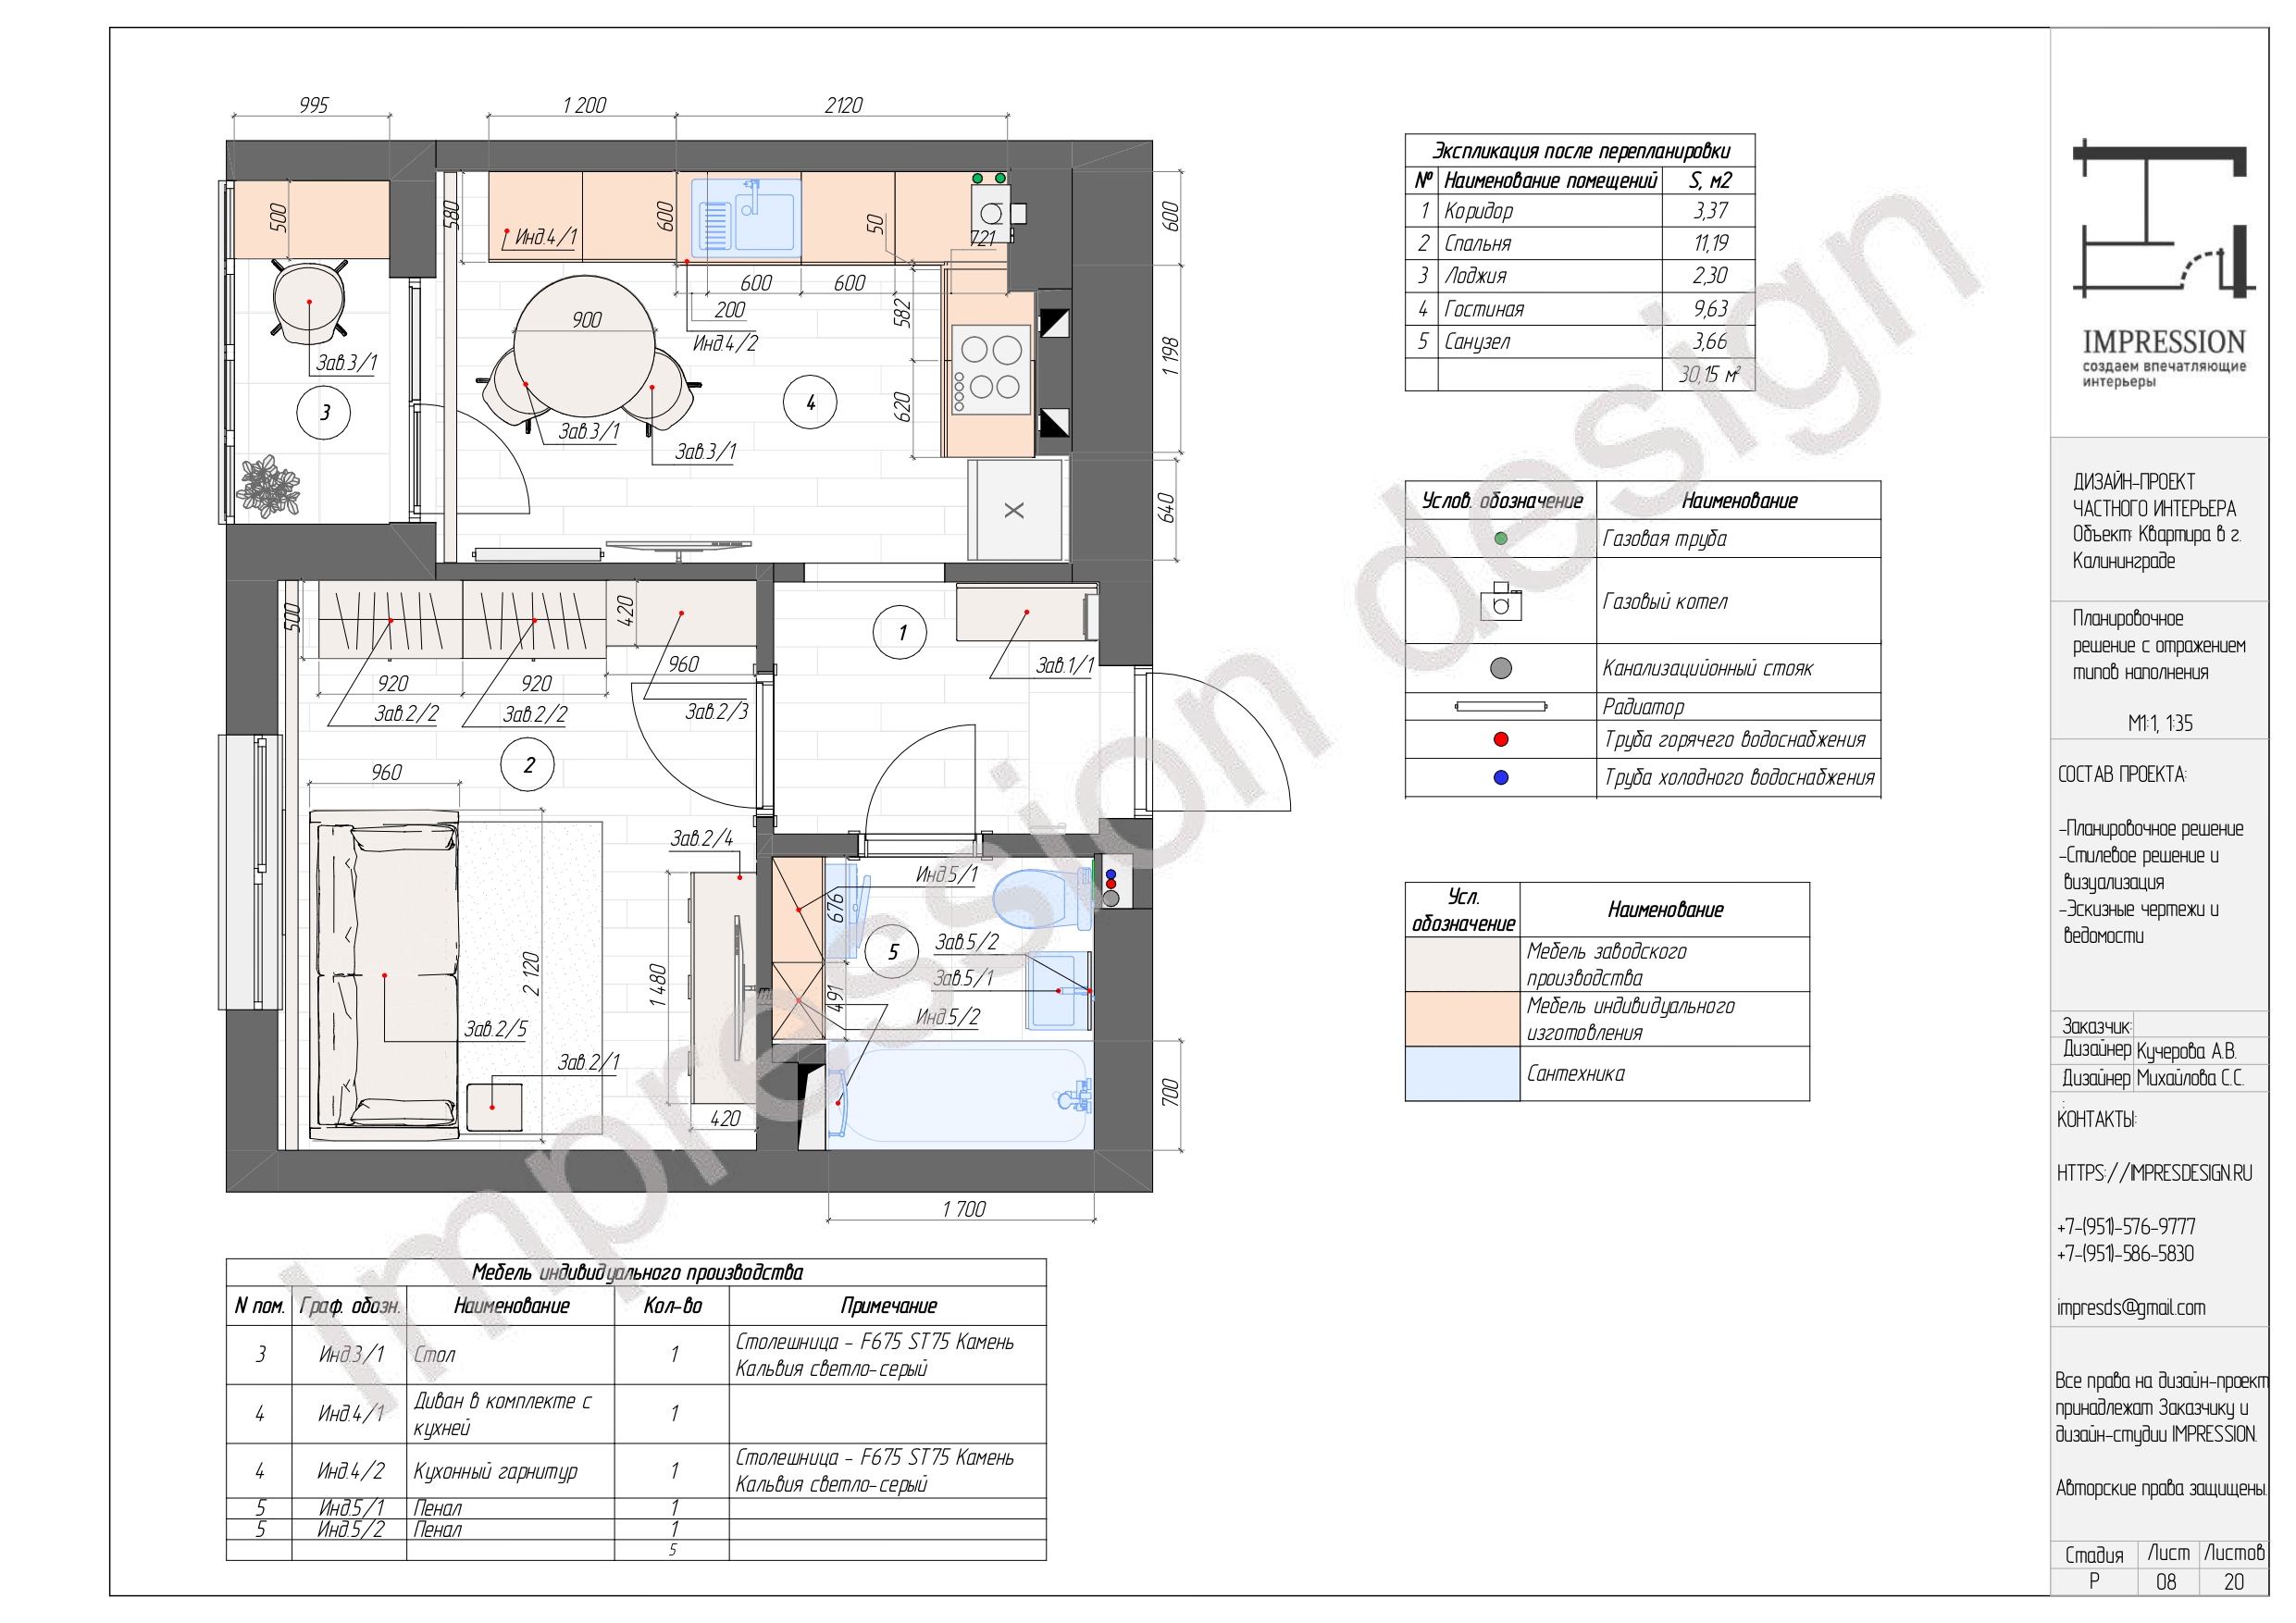 995
1 200
2120
500
580
Инд.4/1
600
50
721
600
600
600
200
582
900
Инд.4/2
Зав.3/1
1 198
3
4
620
Зав.3/1
Зав.3/1
X
640
500
420
1
960
Зав.1/1
920
920
Зав.2/2
Зав.2/2
Зав.2/3
2
960
Зав.2/4
Инд.5/1
676
5
Зав.5/2
2 120
1 480
Зав.5/1
491
Инд.5/2
Зав.2/5
Зав.2/1
700
420
1 700
Экспликация после перепланировки
№ Наименование помещений S, м2
1 Коридор 3,37
2 Спальня 11,19
3 Лоджия 2,30
4 Гостиная 9,63
5 Санузел 3,66
30,15 м²
Услов. обозначение Наименование
Газовая труба
Газовый котел
Канализацийонный стояк
Радиатор
Труба горячего водоснабжения
Труба холодного водоснабжения
Усл.
обозначение Наименование
Мебель заводского
производства
Мебель индивидуального
изготовления
Сантехника
Мебель индивидуального производства
N пом. Граф. обозн. Наименование Кол-во Примечание
3 Инд.3/1 Стол 1 Столешница - F675 ST75 Камень
Кальвия светло-серый
4 Инд.4/1 Диван в комплекте с
кухней 1
4 Инд.4/2 Кухонный гарнитур 1 Столешница - F675 ST75 Камень
Кальвия светло-серый
5 Инд.5/1 Пенал 1
5 Инд.5/2 Пенал 1
5
Impression design
IMPRESSION
создаем впечатляющие
интерьеры
ДИЗАЙН-ПРОЕКТ
ЧАСТНОГО ИНТЕРЬЕРА
Объект: Квартира в г.
Калининграде
Планировочное
решение с отражением
типов наполнения
М1:1, 1:35
СОСТАВ ПРОЕКТА:
-Планировочное решение
-Стилевое решение и
визуализация
-Эскизные чертежи и
ведомости
Заказчик:
Дизайнер Кучерова А.В.
Дизайнер Михайлова С.С.
:
КОНТАКТЫ:
HTTPS://IMPRESDESIGN.RU
+7-(951)-576-9777
+7-(951)-586-5830
impresds@gmail.com
Все права на дизайн-проект
принадлежат Заказчику и
дизайн-студии IMPRESSION.
Авторские права защищены.
Стадия Лист Листов
Р 08 20